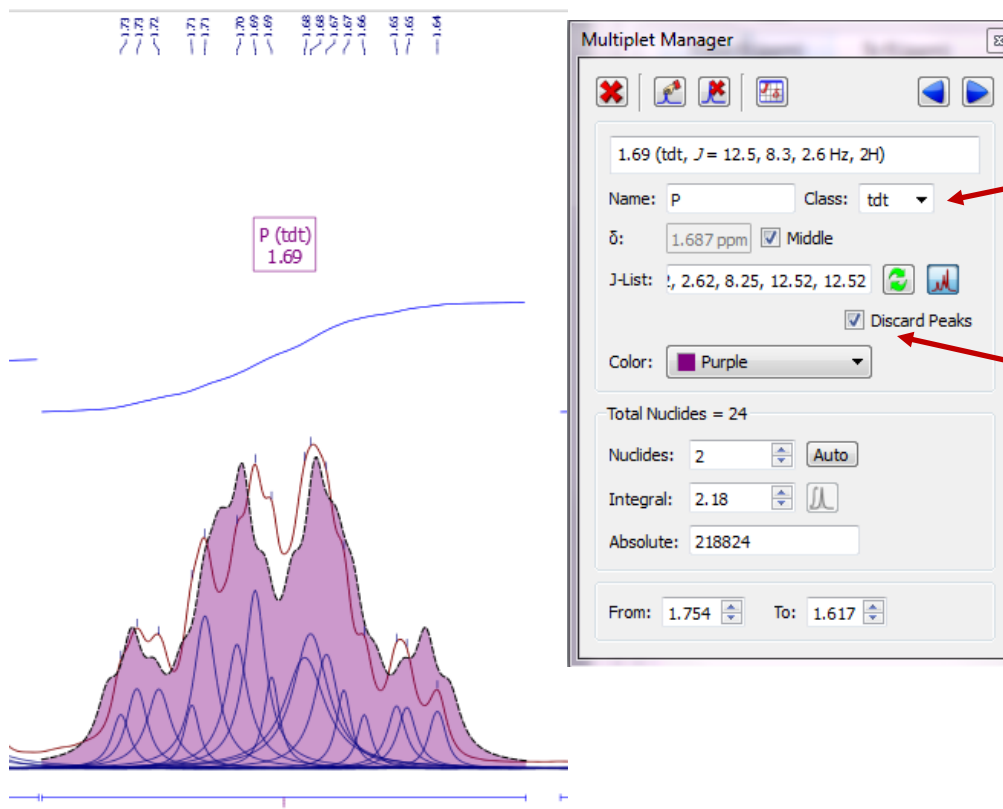 1.73
1.73
1.72
1.71
1.71
1.70
1.69
1.69
1.68
1.68
1.67
1.67
1.66
1.65
1.65
1.64
P (tdt)
1.69
Multiplet Manager
1.69 (tdt, J = 12.5, 8.3, 2.6 Hz, 2H)
Name: P Class: tdt
δ: 1.687 ppm Middle
J-List: , 2.62, 8.25, 12.52, 12.52
Discard Peaks
Color: Purple
Total Nuclides = 24
Nuclides: 2 Auto
Integral: 2.18
Absolute: 218824
From: 1.754 To: 1.617